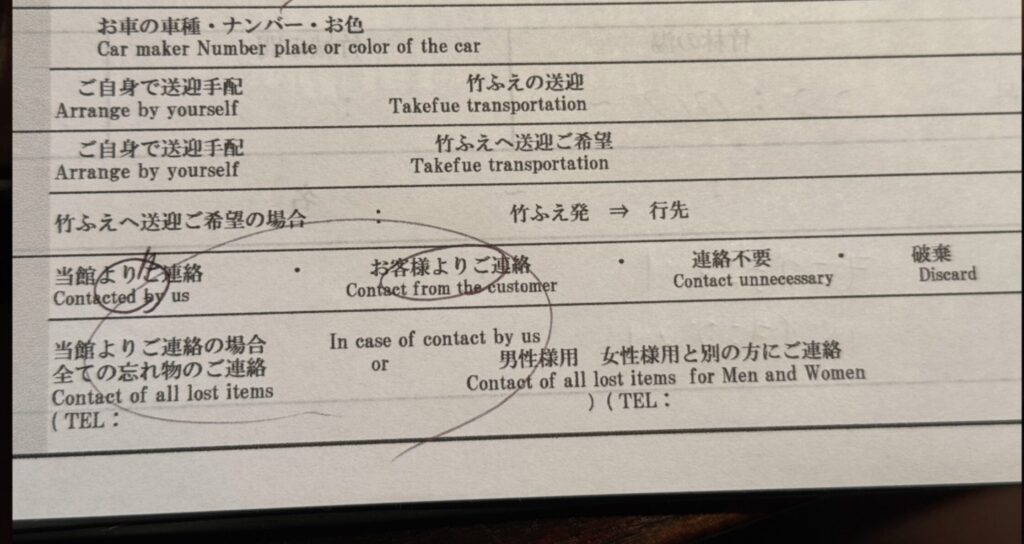 お車の車種・ナンバー・お色
Car maker Number plate or color of the car
ご自身で送迎手配 竹ふえの送迎
Arrange by yourself Takefue transportation
ご自身で送迎手配 竹ふえへ送迎ご希望
Arrange by yourself Takefue transportation
竹ふえへ送迎ご希望の場合 : 竹ふえ発 ⇒ 行先
当館よりご連絡 ・ お客様よりご連絡 ・ 連絡不要 ・ 破棄
Contacted by us Contact from the customer Contact unnecessary Discard
当館よりご連絡の場合 In case of contact by us
全ての忘れ物のご連絡 or 男性様用 女性様用と別の方にご連絡
Contact of all lost items Contact of all lost items for Men and Women
(TEL: )(TEL: